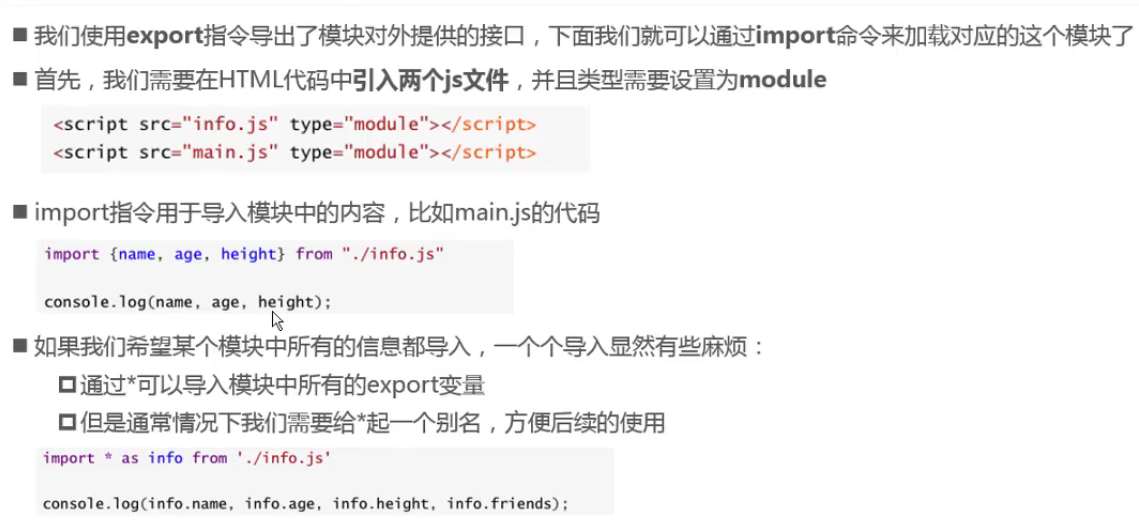 我们使用export指令导出了模块对外提供的接口，下面我们就可以通过import命令来加载对应的这个模块了
首先，我们需要在HTML代码中引入两个js文件，并且类型需要设置为module
<script src="info.js" type="module"></script>
<script src="main.js" type="module"></script>
import指令用于导入模块中的内容，比如main.js的代码
import {name, age, height} from "./info.js"
console.log(name, age, height);
如果我们希望某个模块中所有的信息都导入，一个个导入显然有些麻烦：
通过*可以导入模块中所有的export变量
但是通常情况下我们需要给*起一个别名，方便后续的使用
import * as info from './info.js'
console.log(info.name, info.age, info.height, info.friends);